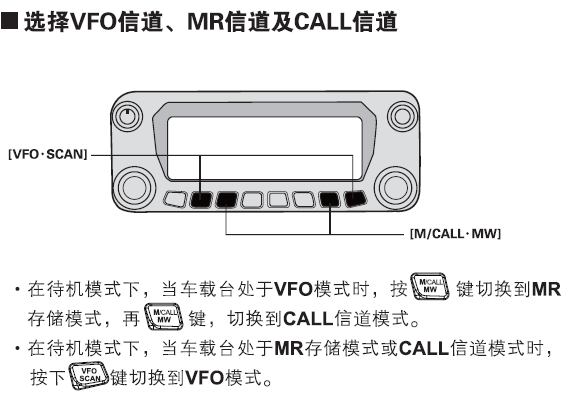 ■ 选择VFO信道、MR信道及CALL信道
[VFO·SCAN]
[M/CALL·MW]
· 在待机模式下，当车载台处于VFO模式时，按 M/CALL MW 键切换到MR
存储模式，再 M/CALL MW 键，切换到CALL信道模式。
· 在待机模式下，当车载台处于MR存储模式或CALL信道模式时，
按下 VFO SCAN 键切换到VFO模式。